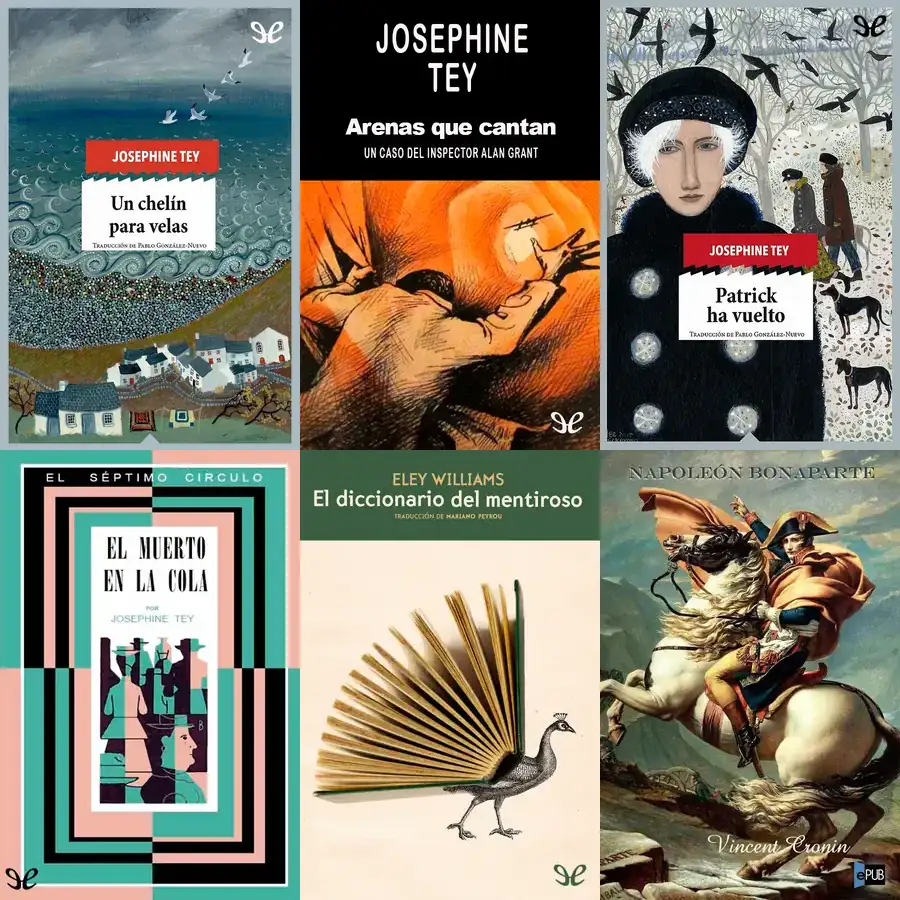 JOSEPHINE TEY
Un chelín
para velas
TRADUCCIÓN DE PABLO GONZÁLEZ-NUEVO
JOSEPHINE
TEY
Arenas que cantan
UN CASO DEL INSPECTOR ALAN GRANT
JOSEPHINE TEY
Patrick
ha vuelto
TRADUCCIÓN DE PABLO GONZÁLEZ-NUEVO
EL SÉPTIMO CIRCULO
EL MUERTO
EN LA COLA
POR
JOSEPHINE TEY
B
ELEY WILLIAMS
El diccionario del mentiroso
TRADUCCIÓN DE MARIANO PEYROU
NAPOLEÓN BONAPARTE
Vincent Cronin
ePUB